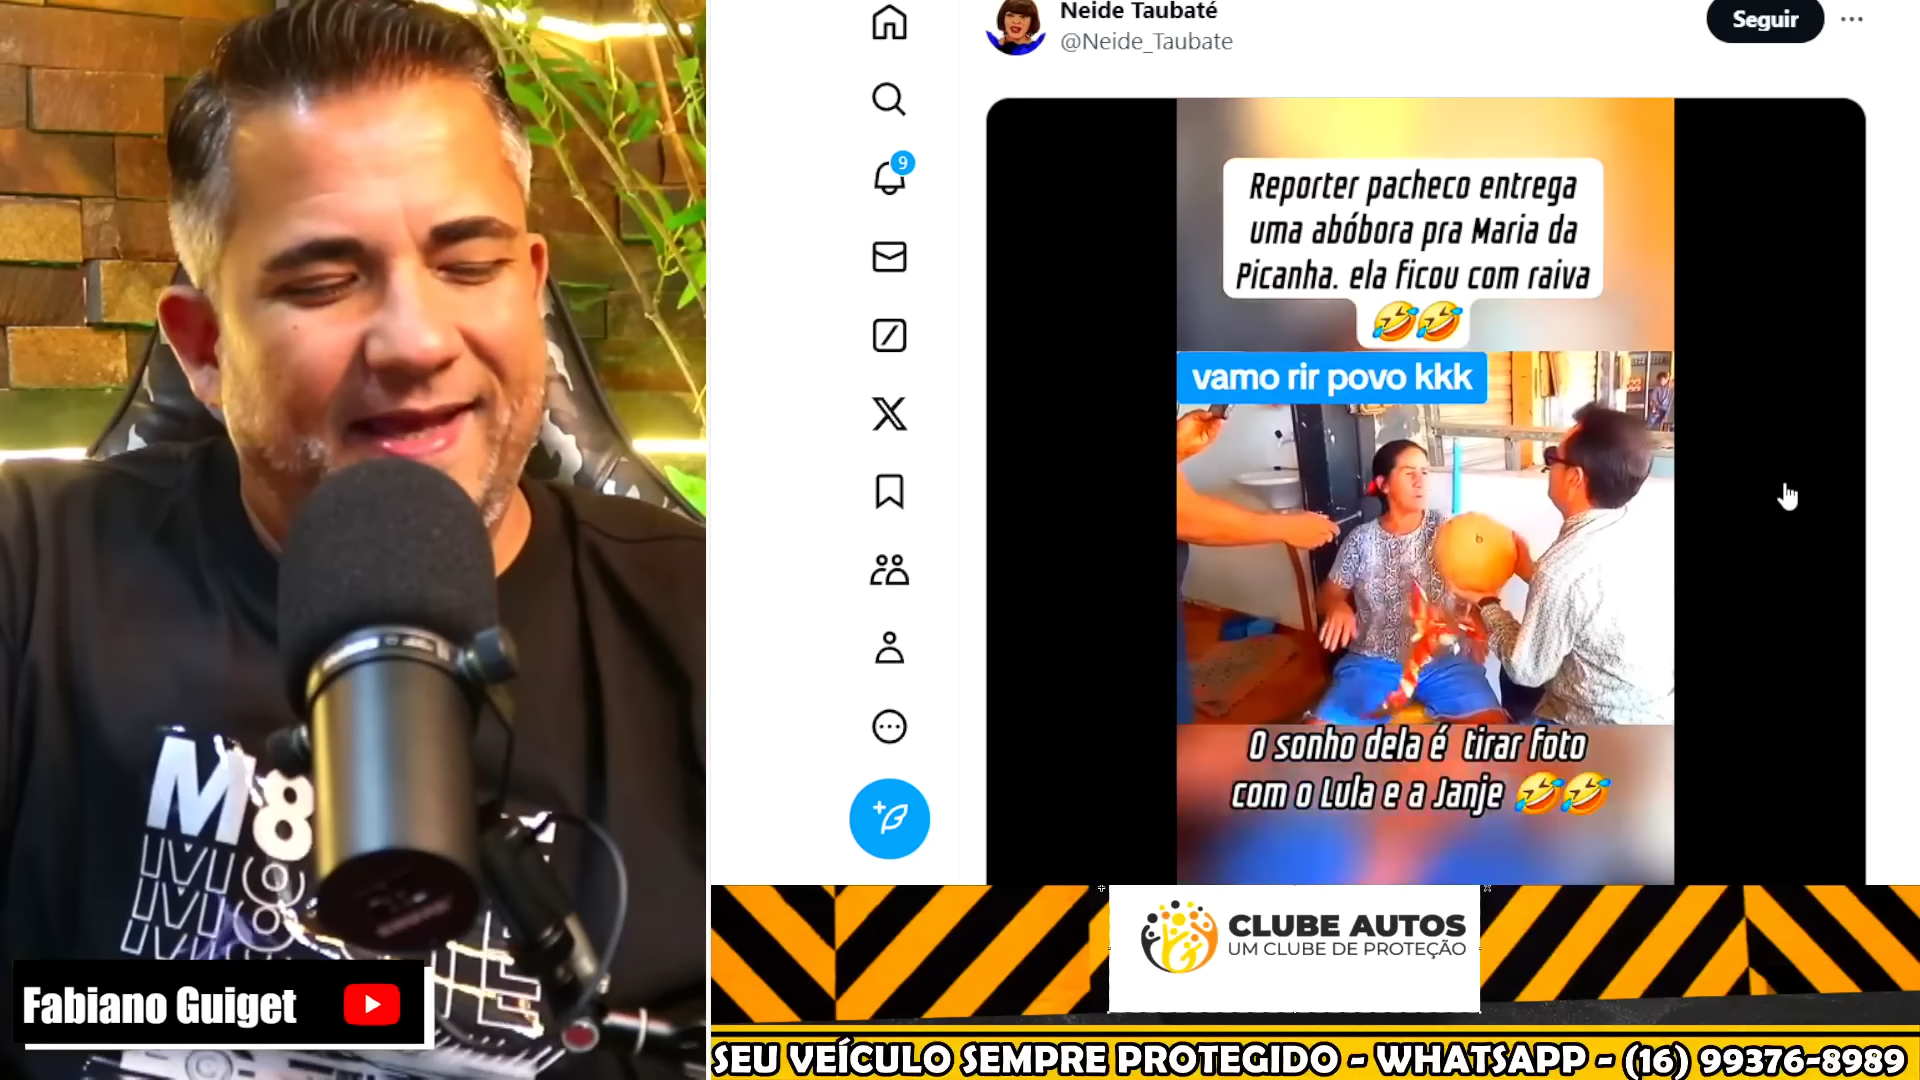 Neide Taubaté
@Neide_Taubate
Seguir
9
Reporter pacheco entrega
uma abóbora pra Maria da
Picanha. ela ficou com raiva
🤣🤣
vamo rir povo kkk
O sonho dela é tirar foto
com o Lula e a Janje 🤣🤣
M8
Fabiano Guiget
CLUBE AUTOS
UM CLUBE DE PROTEÇÃO
SEU VEÍCULO SEMPRE PROTEGIDO - WHATSAPP - (16) 99376-8989